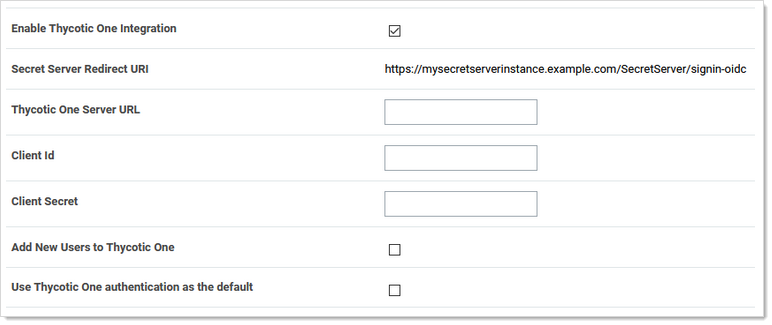 Enable Thycotic One Integration
Secret Server Redirect URI https://mysecretserverinstance.example.com/SecretServer/signin-oidc
Thycotic One Server URL
Client Id
Client Secret
Add New Users to Thycotic One
Use Thycotic One authentication as the default